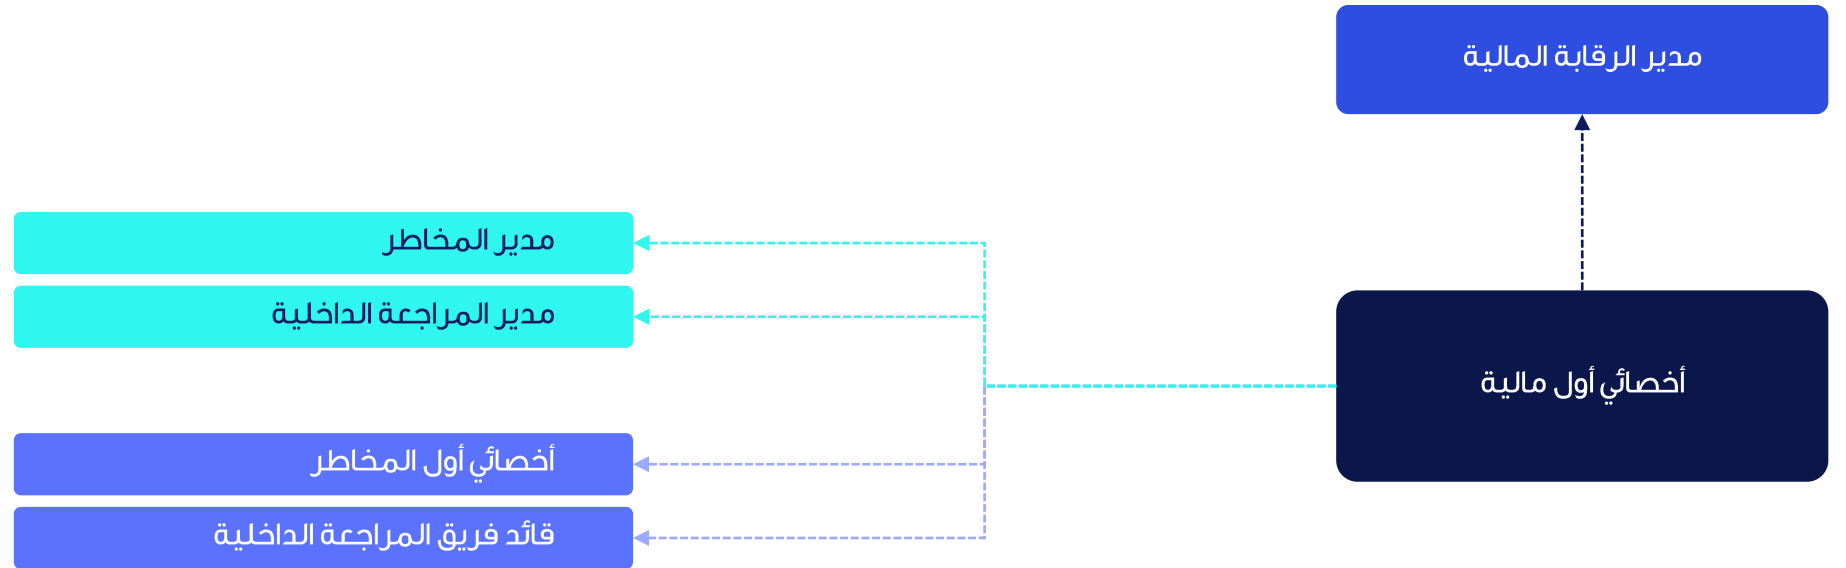 مدير الرقابة المالية
مدير المخاطر
مدير المراجعة الداخلية
أخصائي أول مالية
أخصائي أول المخاطر
قائد فريق المراجعة الداخلية